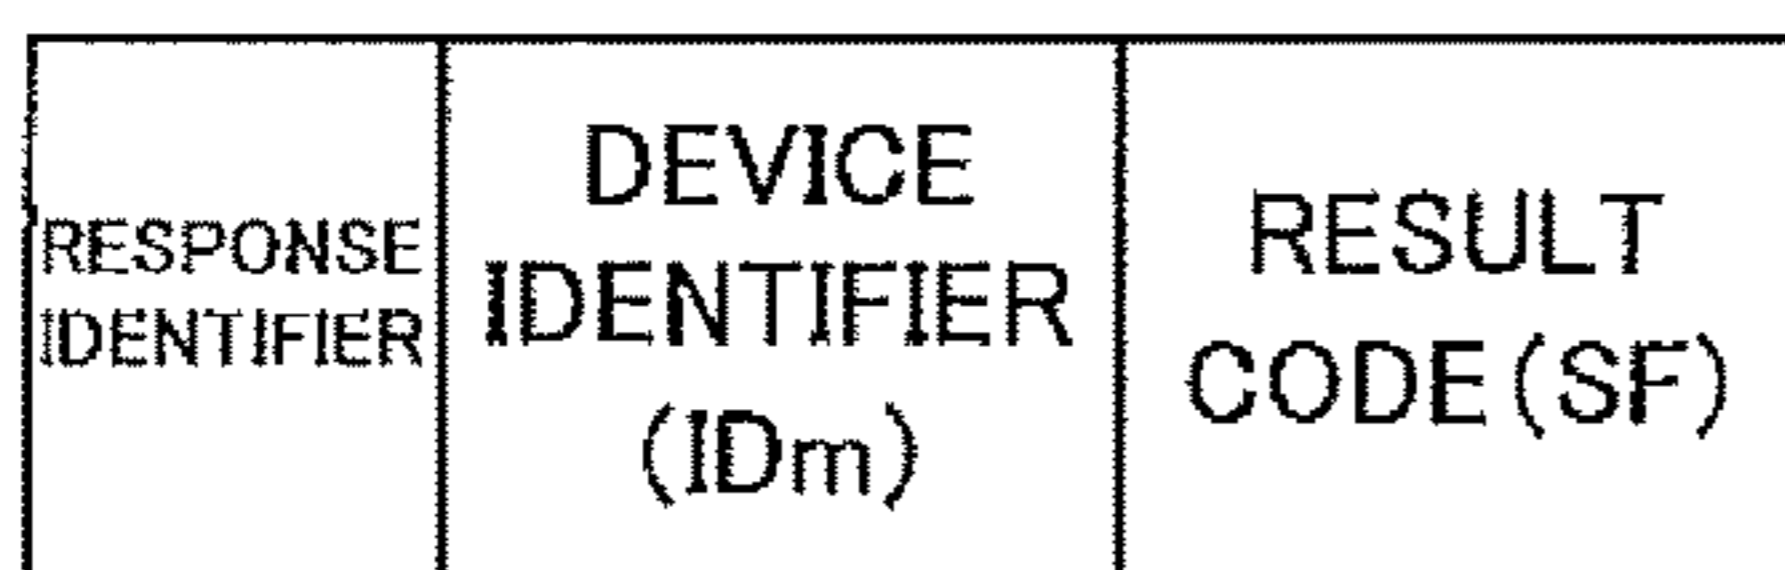 RESPONSE
IDENTIFIER
DEVICE
IDENTIFIER
(IDm)
RESULT
CODE(SF)